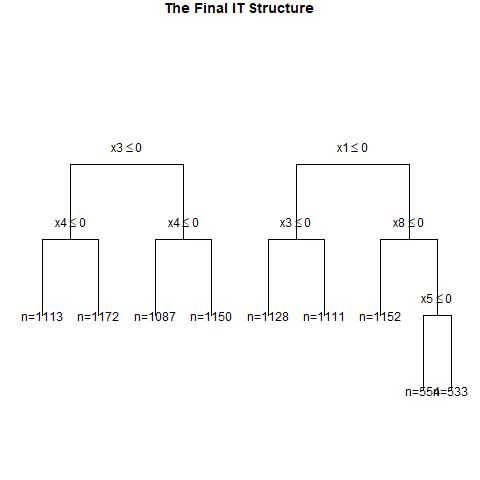 The Final IT Structure
x3 ≤ 0 x1 ≤ 0
x4 ≤ 0 x4 ≤ 0 x3 ≤ 0 x8 ≤ 0
x5 ≤ 0
n=1113 n=1172 n=1087 n=1150 n=1128 n=1111 n=1152
n=554 n=533